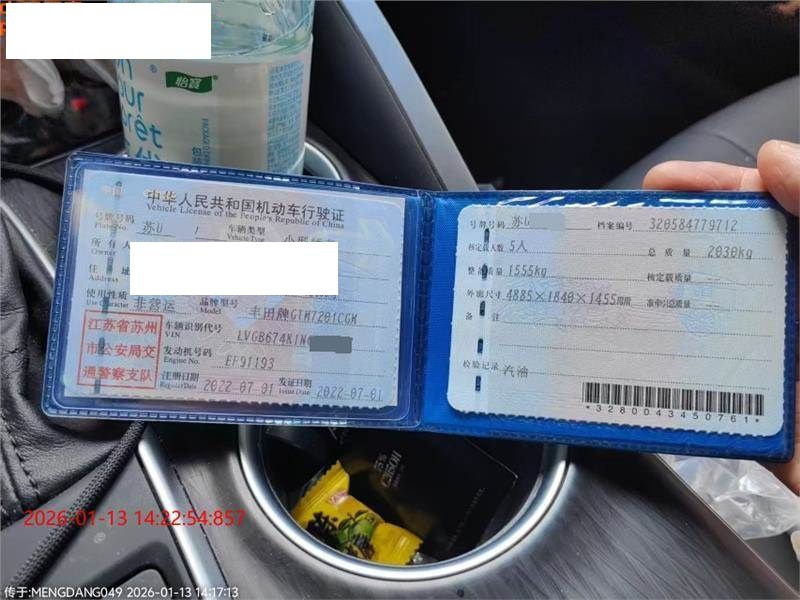 怡寶
中华人民共和国机动车行驶证
Vehicle License of the People's Republic of China
号牌号码 苏U 车辆类型
Plate No. Vehicle Type
所有人
住 址
Address
使用性质 非营运 品牌型号 丰田牌GTM7201CGM
Use Character Model
江苏省苏州
市公安局交
通警察支队
车辆识别代号 LVGB674K1N
VIN
发动机号码 EF91193
Engine No.
注册日期 2022-07-01 发证日期 2022-07-01
Register Date Issue Date
号牌号码 苏U 档案编号 320584779712
核定载人数 5人 总 质 量 2030kg
整备质量 1555kg 核定载质量
外廓尺寸 4885×1840×1455mm 准牵引总质量
备 注
检验记录 汽油
*3280043450761*
2026-01-13 14:22:54:857
传于:MENGDANG049 2026-01-13 14:17:13